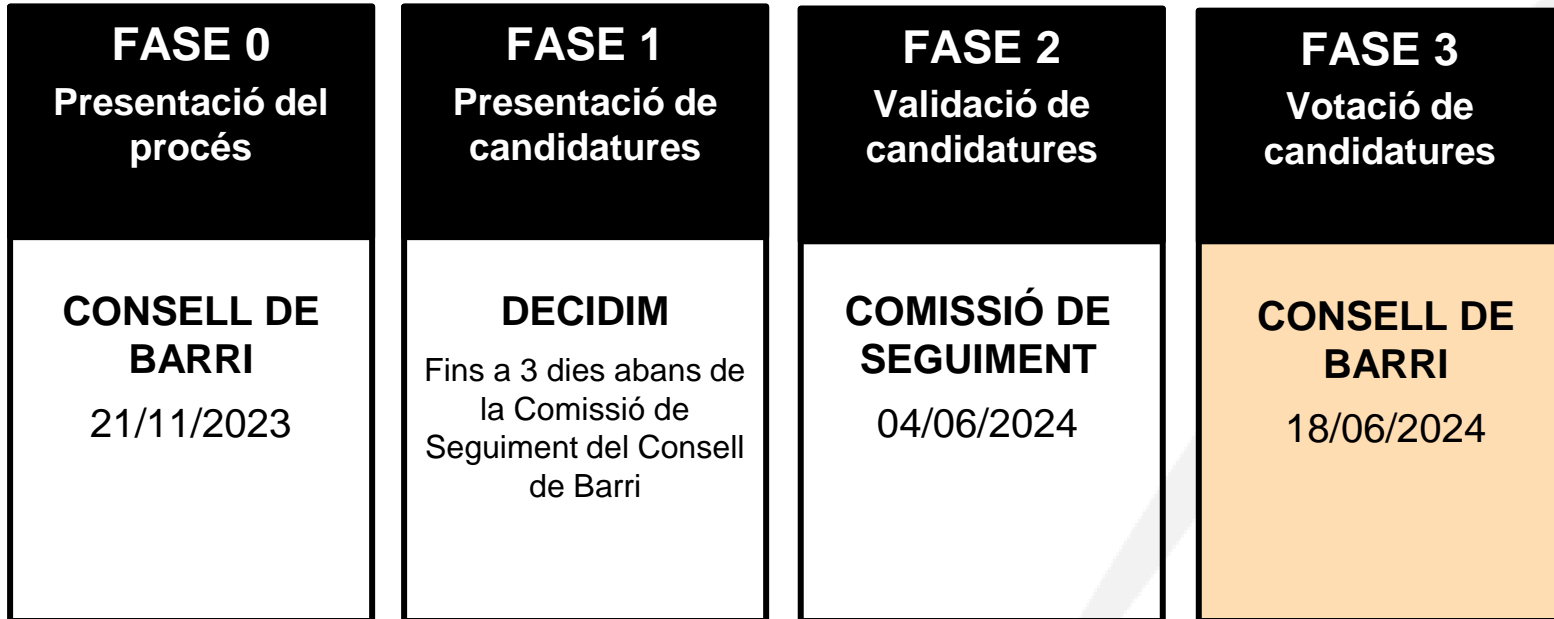 FASE 0
Presentació del
procés
CONSELL DE
BARRI
21/11/2023
FASE 1
Presentació de
candidatures
DECIDIM
Fins a 3 dies abans de
la Comissió de
Seguiment del Consell
de Barri
FASE 2
Validació de
candidatures
COMISSIÓ DE
SEGUIMENT
04/06/2024
FASE 3
Votació de
candidatures
CONSELL DE
BARRI
18/06/2024